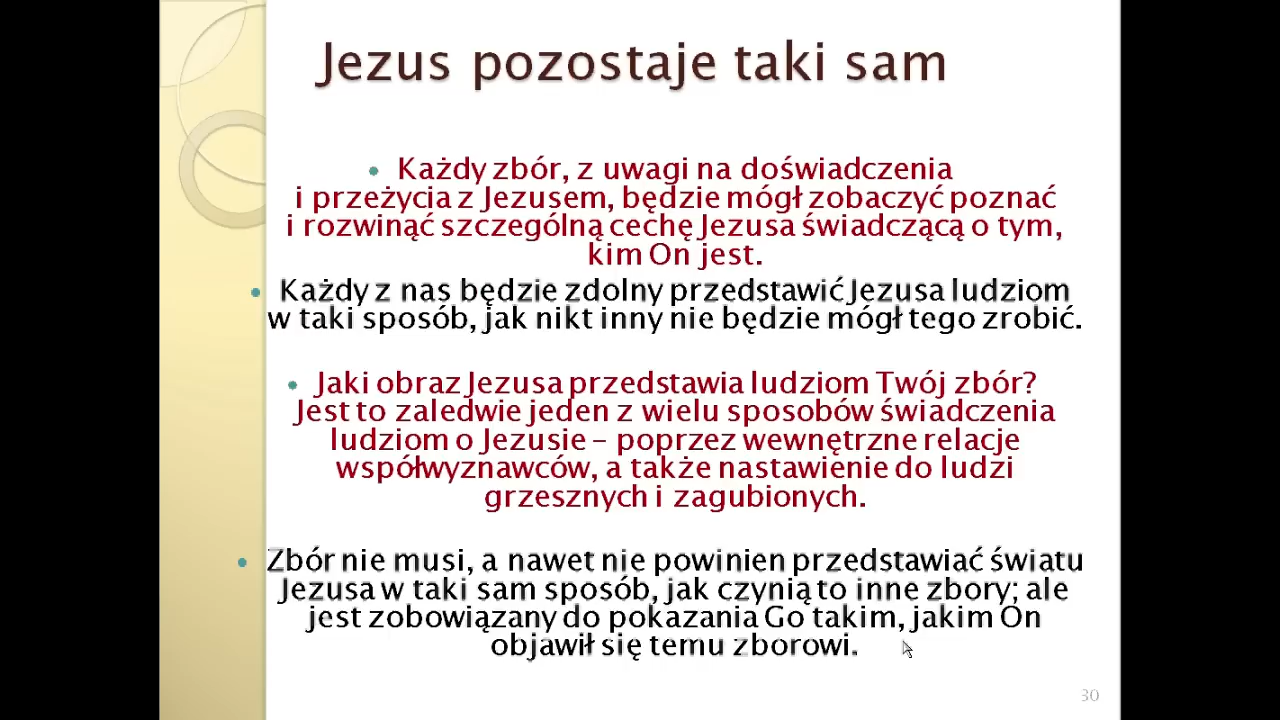 Jezus pozostaje taki sam
• Każdy zbór, z uwagi na doświadczenia
i przeżycia z Jezusem, będzie mógł zobaczyć poznać
i rozwinąć szczególną cechę Jezusa świadczącą o tym,
kim On jest.
• Każdy z nas będzie zdolny przedstawić Jezusa ludziom
w taki sposób, jak nikt inny nie będzie mógł tego zrobić.
• Jaki obraz Jezusa przedstawia ludziom Twój zbór?
Jest to zaledwie jeden z wielu sposobów świadczenia
ludziom o Jezusie – poprzez wewnętrzne relacje
współwyznawców, a także nastawienie do ludzi
grzesznych i zagubionych.
• Zbór nie musi, a nawet nie powinien przedstawiać światu
Jezusa w taki sam sposób, jak czynią to inne zbory; ale
jest zobowiązany do pokazania Go takim, jakim On
objawił się temu zborowi.
30